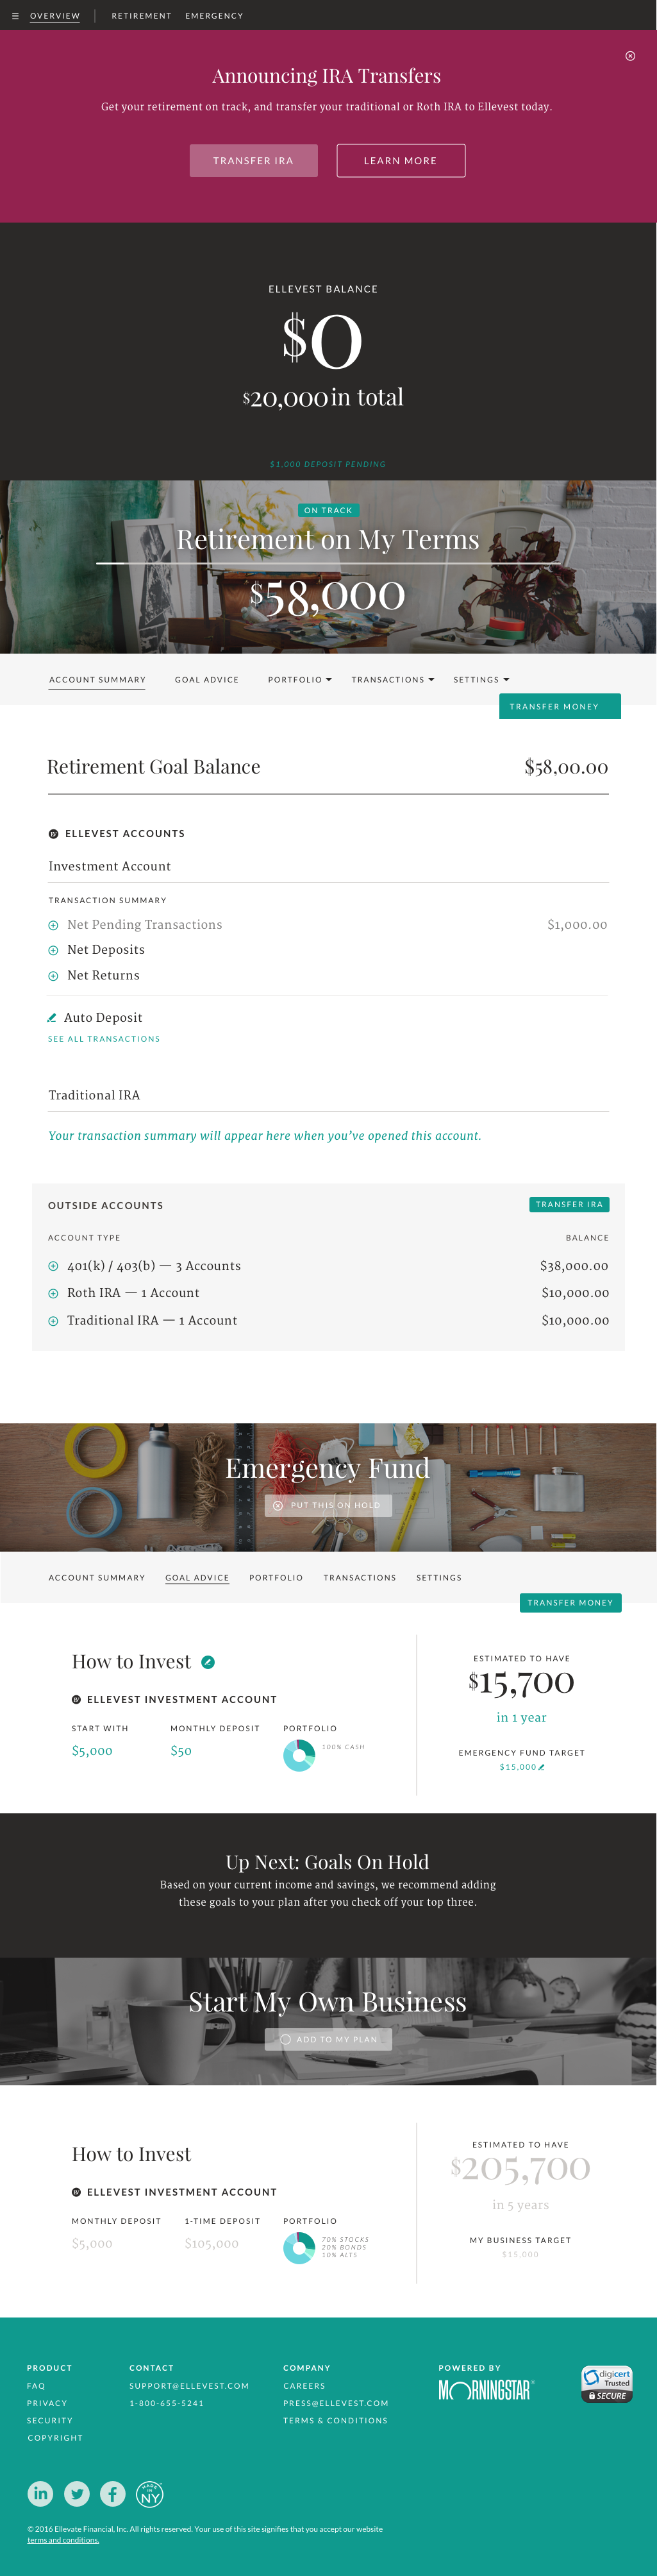 OVERVIEW RETIREMENT EMERGENCY
Announcing IRA Transfers
Get your retirement on track, and transfer your traditional or Roth IRA to Ellevest today.
TRANSFER IRA LEARN MORE
ELLEVEST BALANCE
$0
$20,000 in total
$1,000 DEPOSIT PENDING
ON TRACK
Retirement on My Terms
$58,000
ACCOUNT SUMMARY GOAL ADVICE PORTFOLIO TRANSACTIONS SETTINGS
TRANSFER MONEY
Retirement Goal Balance $58,00.00
ELLEVEST ACCOUNTS
Investment Account
TRANSACTION SUMMARY
Net Pending Transactions $1,000.00
Net Deposits
Net Returns
Auto Deposit
SEE ALL TRANSACTIONS
Traditional IRA
Your transaction summary will appear here when you've opened this account.
OUTSIDE ACCOUNTS TRANSFER IRA
ACCOUNT TYPE BALANCE
401(k) / 403(b) — 3 Accounts $38,000.00
Roth IRA — 1 Account $10,000.00
Traditional IRA — 1 Account $10,000.00
Emergency Fund
PUT THIS ON HOLD
ACCOUNT SUMMARY GOAL ADVICE PORTFOLIO TRANSACTIONS SETTINGS
TRANSFER MONEY
How to Invest
ELLEVEST INVESTMENT ACCOUNT
START WITH MONTHLY DEPOSIT PORTFOLIO
$5,000 $50 100% CASH
ESTIMATED TO HAVE
$15,700
in 1 year
EMERGENCY FUND TARGET
$15,000
Up Next: Goals On Hold
Based on your current income and savings, we recommend adding
these goals to your plan after you check off your top three.
Start My Own Business
ADD TO MY PLAN
How to Invest
ELLEVEST INVESTMENT ACCOUNT
MONTHLY DEPOSIT 1-TIME DEPOSIT PORTFOLIO
$5,000 $105,000
70% STOCKS
20% BONDS
10% ALTS
ESTIMATED TO HAVE
$205,700
in 5 years
MY BUSINESS TARGET
$15,000
PRODUCT
FAQ
PRIVACY
SECURITY
COPYRIGHT
CONTACT
SUPPORT@ELLEVEST.COM
1-800-655-5241
COMPANY
CAREERS
PRESS@ELLEVEST.COM
TERMS & CONDITIONS
POWERED BY
MORNINGSTAR®
digicert
Trusted
SECURE
in
f
MADE
IN
NY
© 2016 Ellevate Financial, Inc. All rights reserved. Your use of this site signifies that you accept our website
terms and conditions.